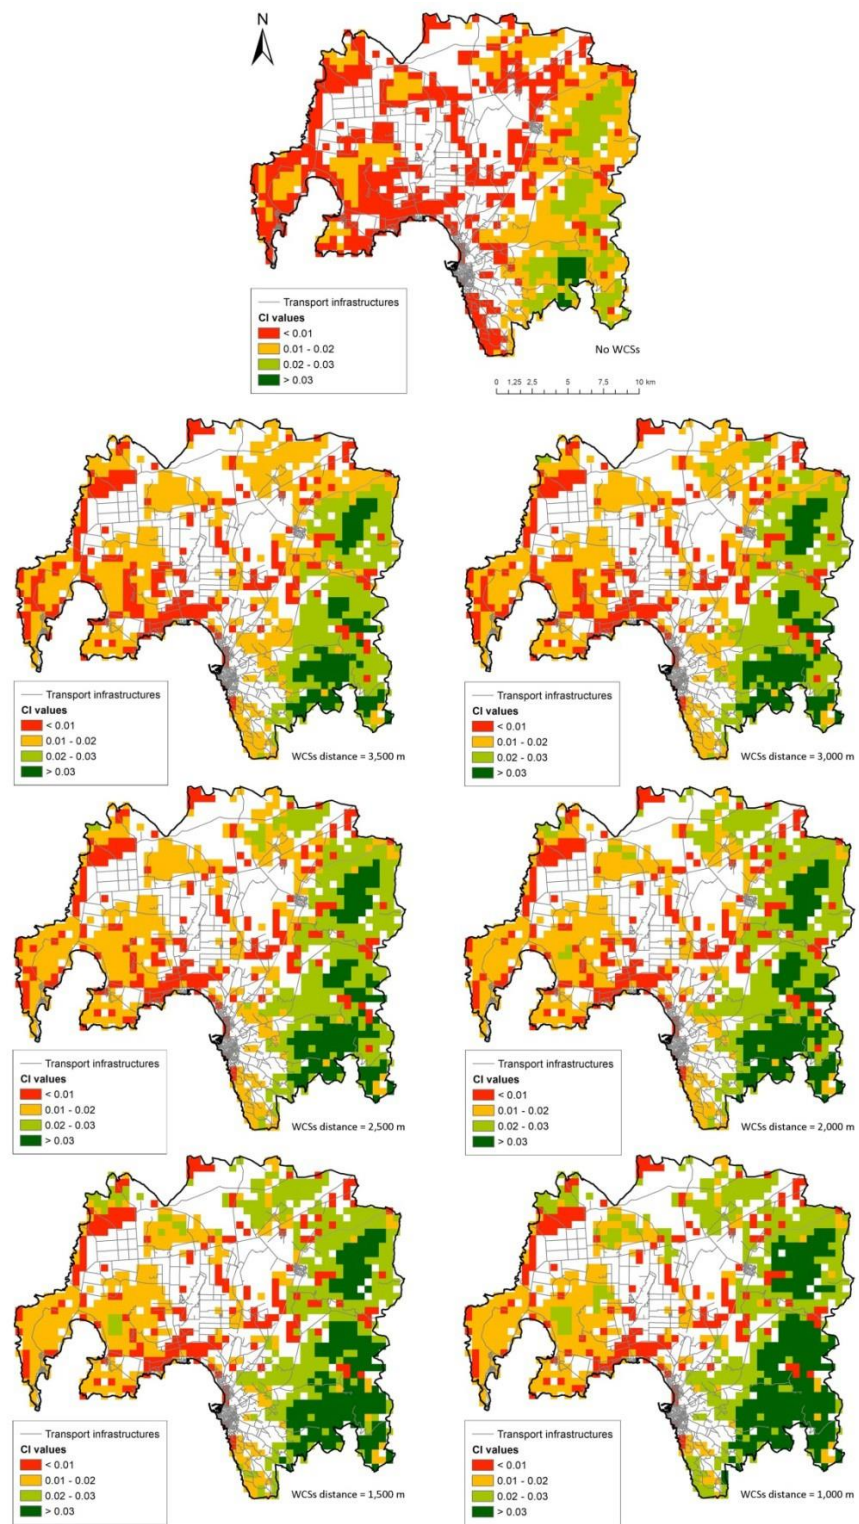 N
Transport infrastructures
CI values
< 0.01
0.01 - 0.02
0.02 - 0.03
> 0.03
No WCSs
0 1,25 2,5 5 7,5 10 km
Transport infrastructures
CI values
< 0.01
0.01 - 0.02
0.02 - 0.03
> 0.03
WCSs distance = 3,500 m
Transport infrastructures
CI values
< 0.01
0.01 - 0.02
0.02 - 0.03
> 0.03
WCSs distance = 3,000 m
Transport infrastructures
CI values
< 0.01
0.01 - 0.02
0.02 - 0.03
> 0.03
WCSs distance = 2,500 m
Transport infrastructures
CI values
< 0.01
0.01 - 0.02
0.02 - 0.03
> 0.03
WCSs distance = 2,000 m
Transport infrastructures
CI values
< 0.01
0.01 - 0.02
0.02 - 0.03
> 0.03
WCSs distance = 1,500 m
Transport infrastructures
CI values
< 0.01
0.01 - 0.02
0.02 - 0.03
> 0.03
WCSs distance = 1,000 m